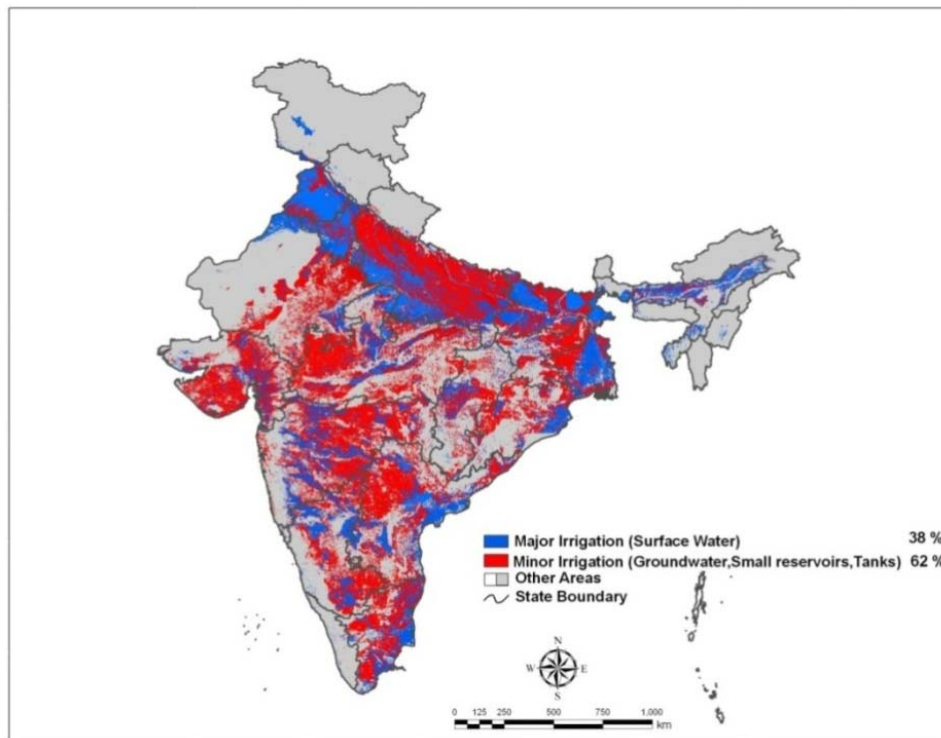 Major Irrigation (Surface Water) 38 %
Minor Irrigation (Groundwater,Small reservoirs,Tanks) 62 %
Other Areas
State Boundary
N
W E
S
0 125 250 500 750 1,000
km